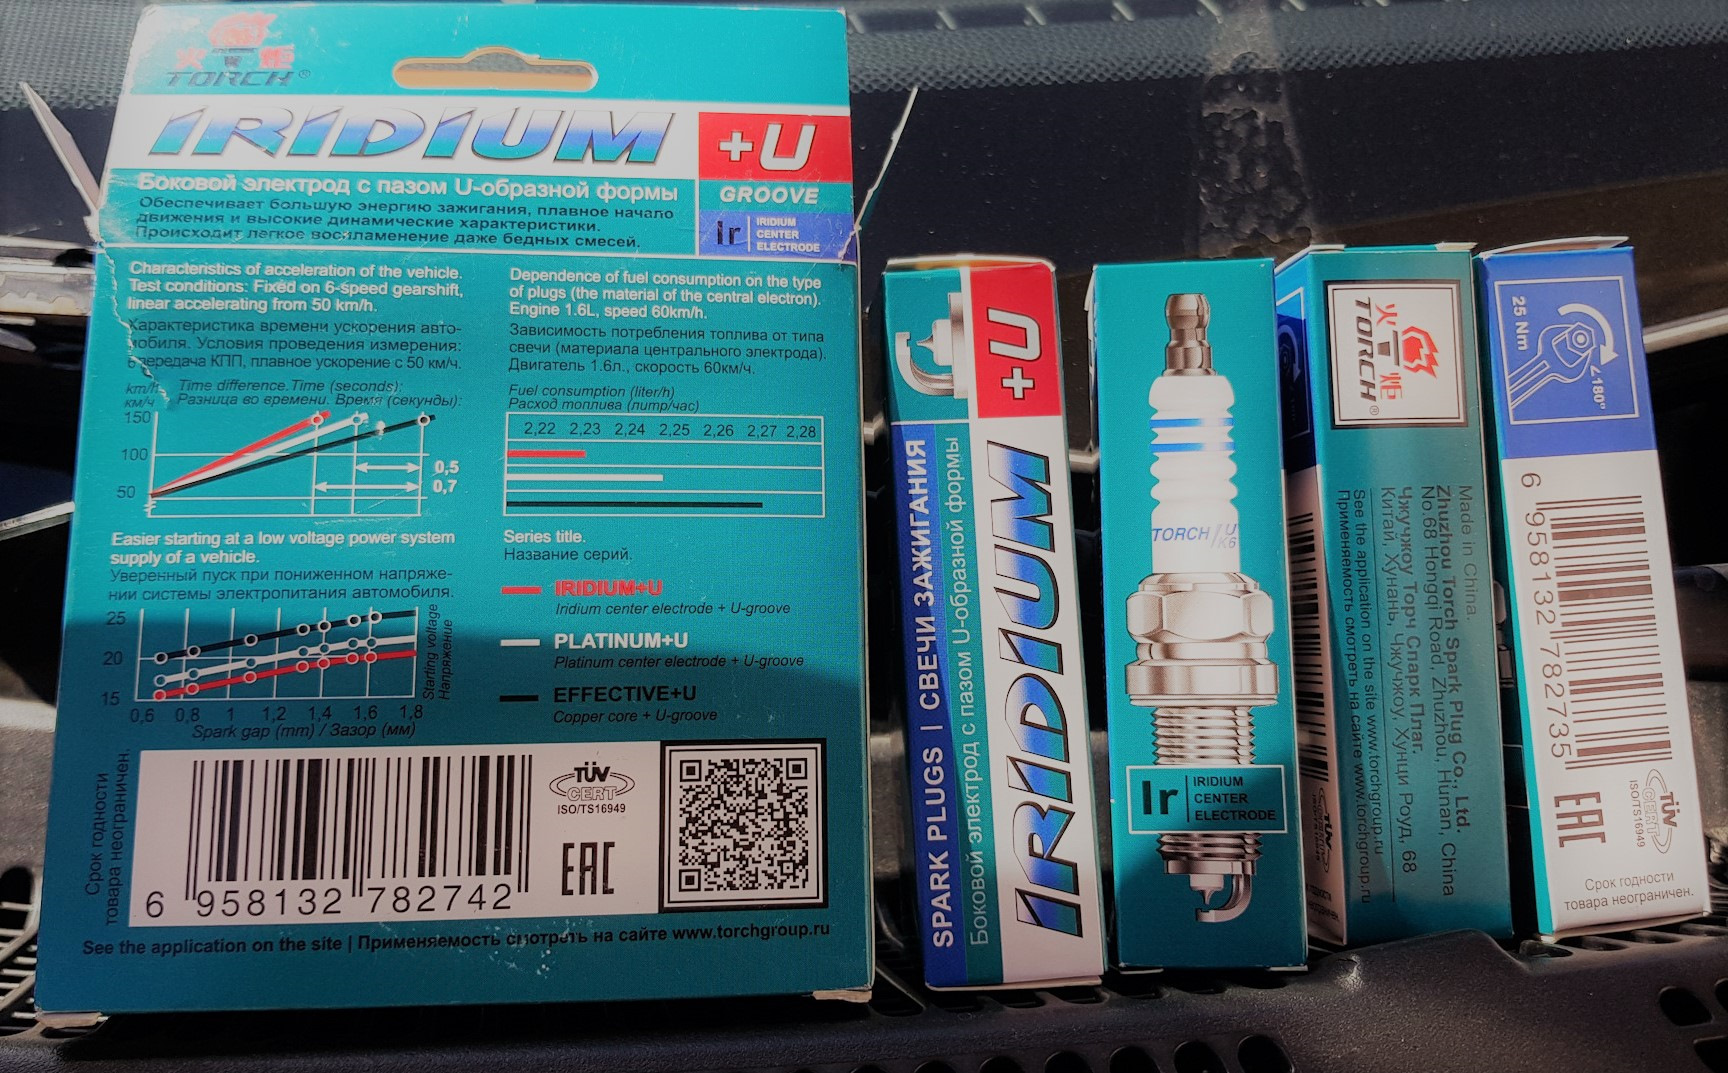 火 炬
TORCH®
IRIDIUM
+U
GROOVE
Ir IRIDIUM
CENTER
ELECTRODE
Боковой электрод с пазом U-образной формы
Обеспечивает большую энергию зажигания, плавное начало
движения и высокие динамические характеристики.
Происходит легкое воспламенение даже бедных смесей.
Characteristics of acceleration of the vehicle.
Test conditions: Fixed on 6-speed gearshift,
linear accelerating from 50 km/h.
Характеристика времени ускорения авто-
мобиля. Условия проведения измерения:
6 передача КПП, плавное ускорение с 50 км/ч.
km/h
км/ч
Time difference.Time (seconds):
Разница во времени. Время (секунды):
150
100
50
0,5
0,7
Dependence of fuel consumption on the type
of plugs (the material of the central electron).
Engine 1.6L, speed 60km/h.
Зависимость потребления топлива от типа
свечи (материала центрального электрода).
Двигатель 1.6л., скорость 60км/ч.
Fuel consumption (liter/h)
Расход топлива (литр/час)
2,22 2,23 2,24 2,25 2,26 2,27 2,28
Easier starting at a low voltage power system
supply of a vehicle.
Уверенный пуск при пониженном напряже-
нии системы электропитания автомобиля.
25
20
15
0,6 0,8 1 1,2 1,4 1,6 1,8
Spark gap (mm) / Зазор (мм)
Starting voltage
Напряжение
Series title.
Название серий.
IRIDIUM+U
Iridium center electrode + U-groove
PLATINUM+U
Platinum center electrode + U-groove
EFFECTIVE+U
Copper core + U-groove
Срок годности
товара неограничен.
6 958132 782742
TÜV
CERT
ISO/TS16949
EAC
See the application on the site | Применяемость смотреть на сайте www.torchgroup.ru
+U
IRIDIUM
SPARK PLUGS | СВЕЧИ ЗАЖИГАНИЯ
Боковой электрод с пазом U-образной формы
TORCH / U
K6
Ir IRIDIUM
CENTER
ELECTRODE
火 炬
TORCH®
Made in China.
Zhuzhou Torch Spark Plug Co., Ltd.
No.68 Hongqi Road, Zhuzhou, Hunan, China
Чжучжоу Торч Спарк Плаг.
Китай, Хунань, Чжучжоу, Хунци Роуд, 68
See the application on the site www.torchgroup.ru
Применяемость смотреть на сайте www.torchgroup.ru
TÜV
25 Nm
∠180°
6 958132 782735
EAC
TÜV
CERT
ISO/TS16949
Срок годности
товара неограничен.